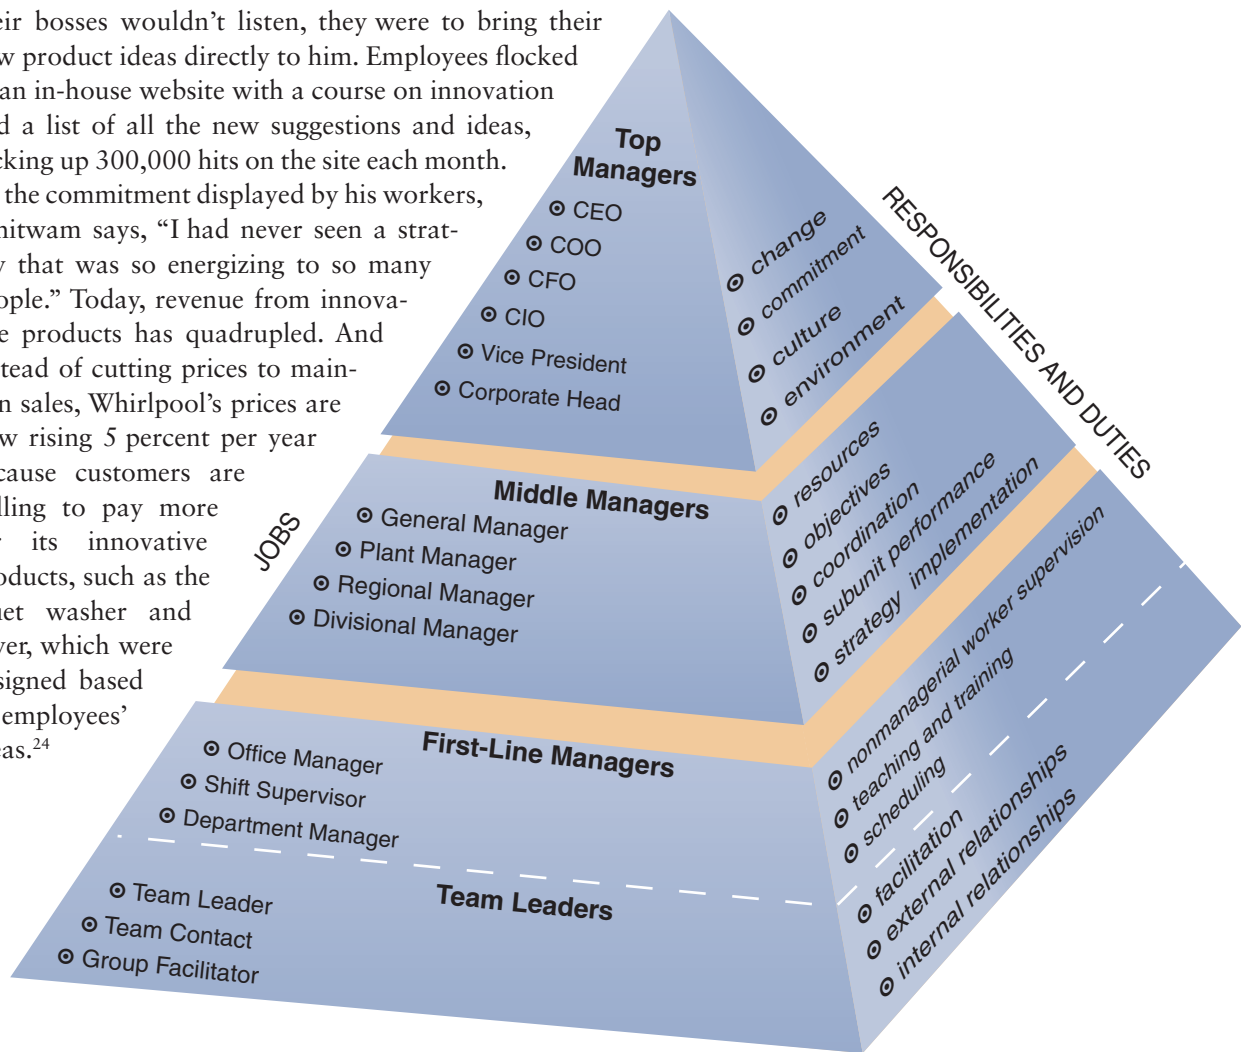 eir bosses wouldn’t listen, they were to bring their
w product ideas directly to him. Employees flocked
an in-house website with a course on innovation
d a list of all the new suggestions and ideas,
cking up 300,000 hits on the site each month.
the commitment displayed by his workers,
hitwam says, “I had never seen a strat-
y that was so energizing to so many
ople.” Today, revenue from innova-
e products has quadrupled. And
stead of cutting prices to main-
n sales, Whirlpool’s prices are
w rising 5 percent per year
cause customers are
lling to pay more
r its innovative
oducts, such as the
uet washer and
yer, which were
signed based
employees’
eas.24
JOBS
RESPONSIBILITIES AND DUTIES
Top
Managers
CEO
COO
CFO
CIO
Vice President
Corporate Head
change
commitment
culture
environment
Middle Managers
General Manager
Plant Manager
Regional Manager
Divisional Manager
resources
objectives
coordination
subunit performance
strategy implementation
First-Line Managers
Office Manager
Shift Supervisor
Department Manager
nonmanagerial worker supervision
teaching and training
scheduling
Team Leaders
Team Leader
Team Contact
Group Facilitator
facilitation
external relationships
internal relationships